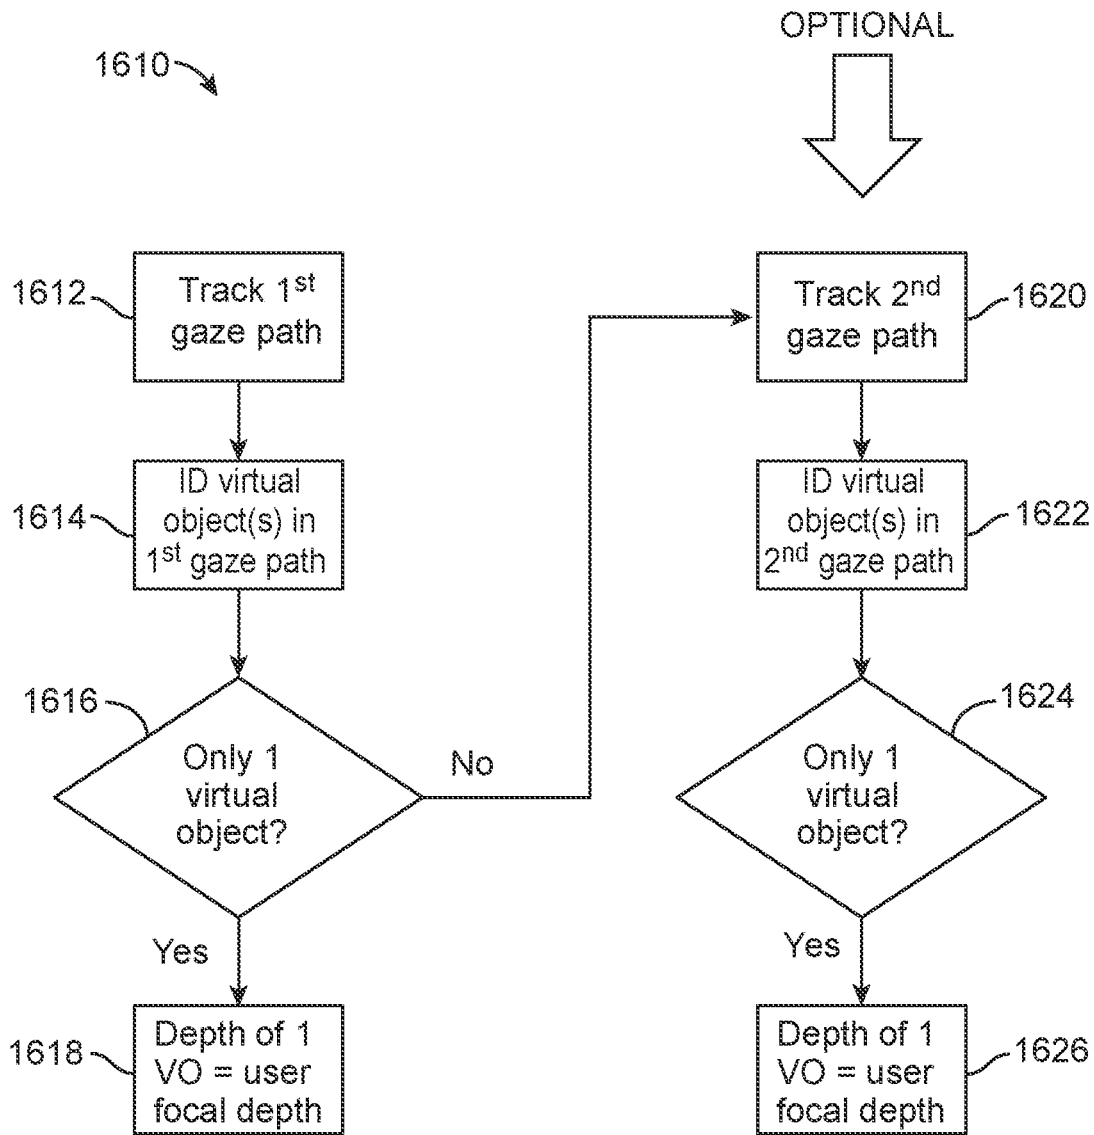 OPTIONAL
1610
1612
Track 1st
gaze path
1614
ID virtual
object(s) in
1st gaze path
1616
Only 1
virtual
object?
No
Yes
1618
Depth of 1
VO = user
focal depth
Track 2nd
gaze path
1620
ID virtual
object(s) in
2nd gaze path
1622
1624
Only 1
virtual
object?
Yes
Depth of 1
VO = user
focal depth
1626